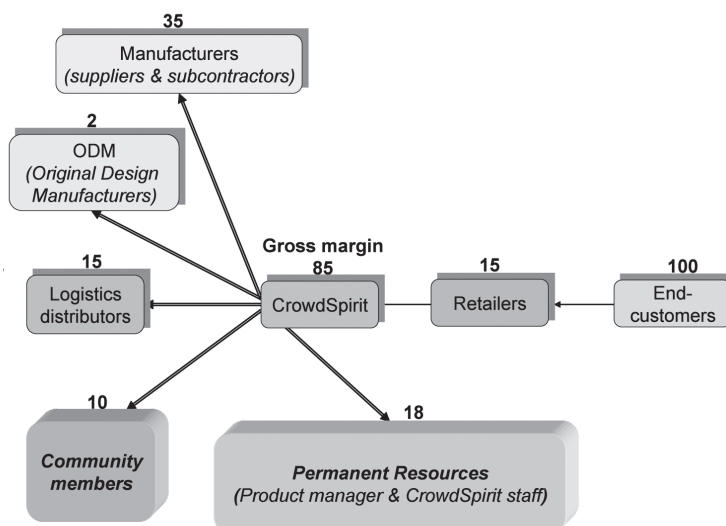 35
Manufacturers
(suppliers & subcontractors)
2
ODM
(Original Design
Manufacturers)
Gross margin
15
85
15
100
Logistics
distributors
CrowdSpirit
Retailers
End-
customers
10
18
Community
members
Permanent Resources
(Product manager & CrowdSpirit staff)